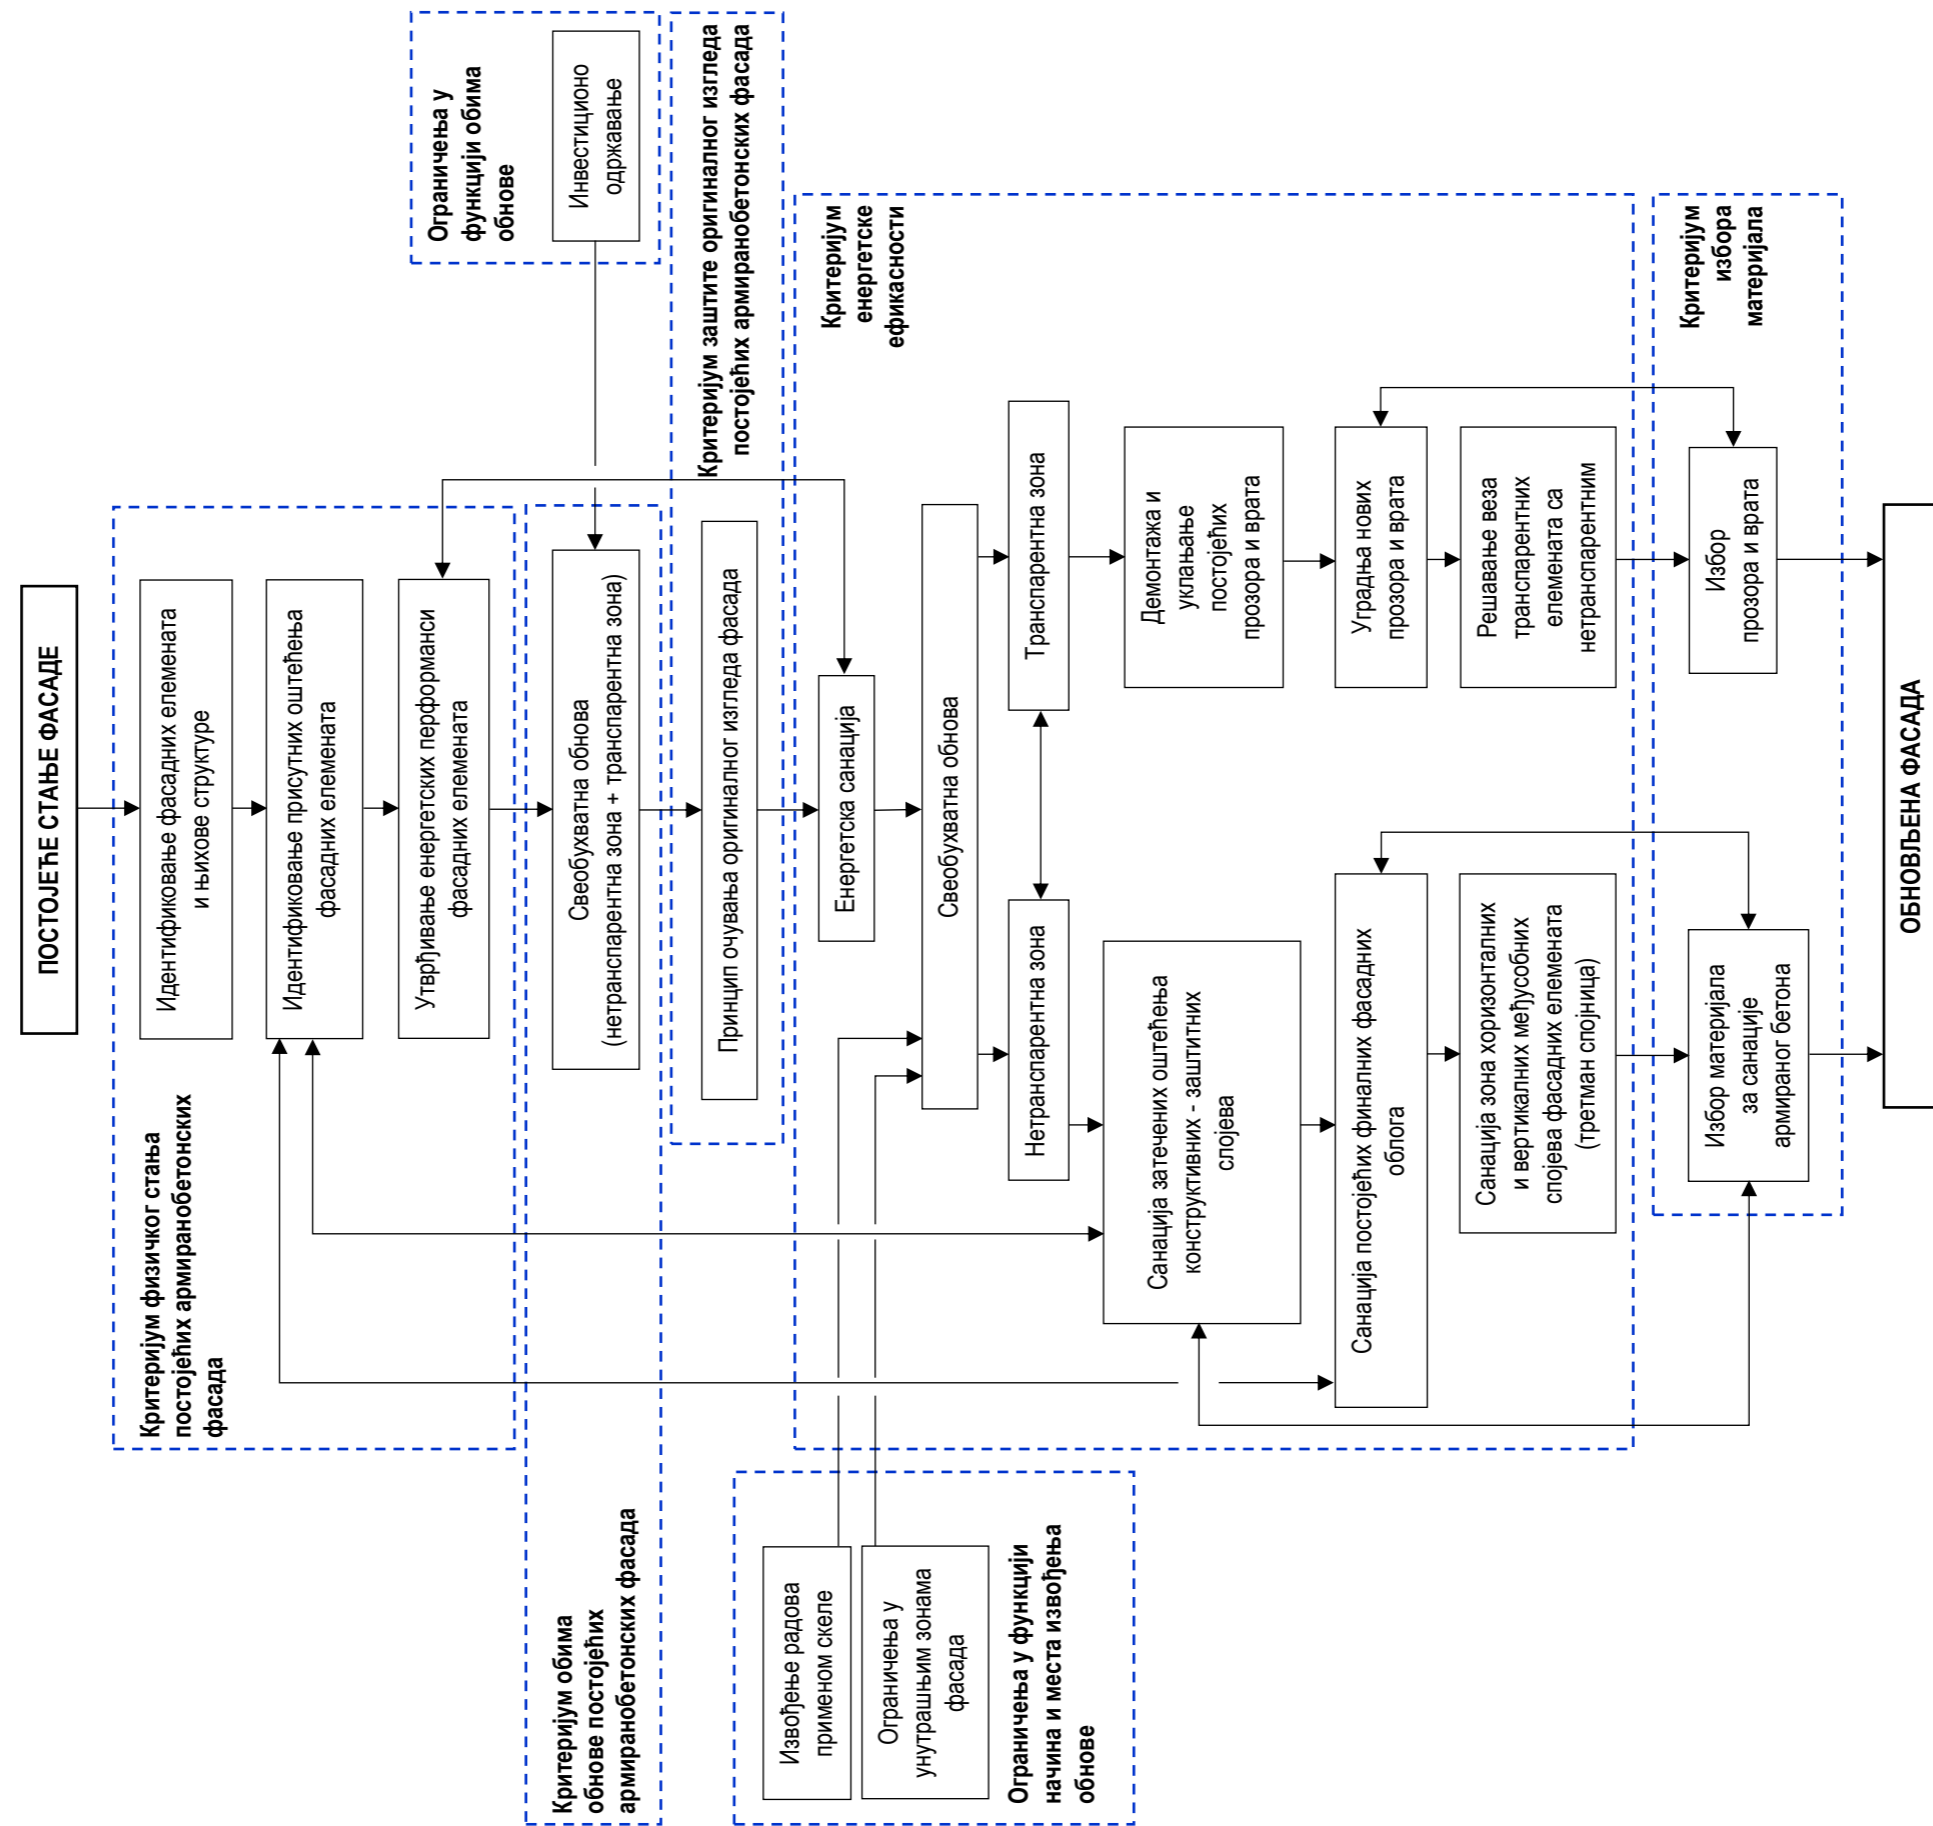 ПОСТОЈЕЋЕ СТАЊЕ ФАСАДЕ
Критеријум физичког стања
постојећих армиранобетонских
фасада
Идентификовање фасадних елемената
и њихове структуре
Идентификовање присутних оштећења
фасадних елемената
Утврђивање енергетских перформанси
фасадних елемената
Ограничења у
функцији обима
обнове
Инвестиционо
одржавање
Критеријум обима
обнове постојећих
армиранобетонских фасада
Свеобухватна обнова
(нетранспарентна зона + транспарентна зона)
Критеријум заштите оригиналног изгледа
постојећих армиранобетонских фасада
Принцип очувања оригиналног изгледа фасада
Извођење радова
применом скеле
Ограничења у
унутрашњим зонама
фасада
Ограничења у функцији
начина и места извођења
обнове
Критеријум
енергетске
ефикасности
Енергетска санација
Свеобухватна обнова
Нетранспарентна зона
Транспарентна зона
Санација затечених оштећења
конструктивних - заштитних
слојева
Демонтажа и
уклањање
постојећих
прозора и врата
Санација постојећих финалних фасадних
облога
Уградња нових
прозора и врата
Санација зона хоризонталних
и вертикалних међусобних
спојева фасадних елемената
(третман спојница)
Решавање веза
транспарентних
елемената са
нетранспарентним
Критеријум
избора
материјала
Избор материјала
за санације
армираног бетона
Избор
прозора и врата
ОБНОВЉЕНА ФАСАДА